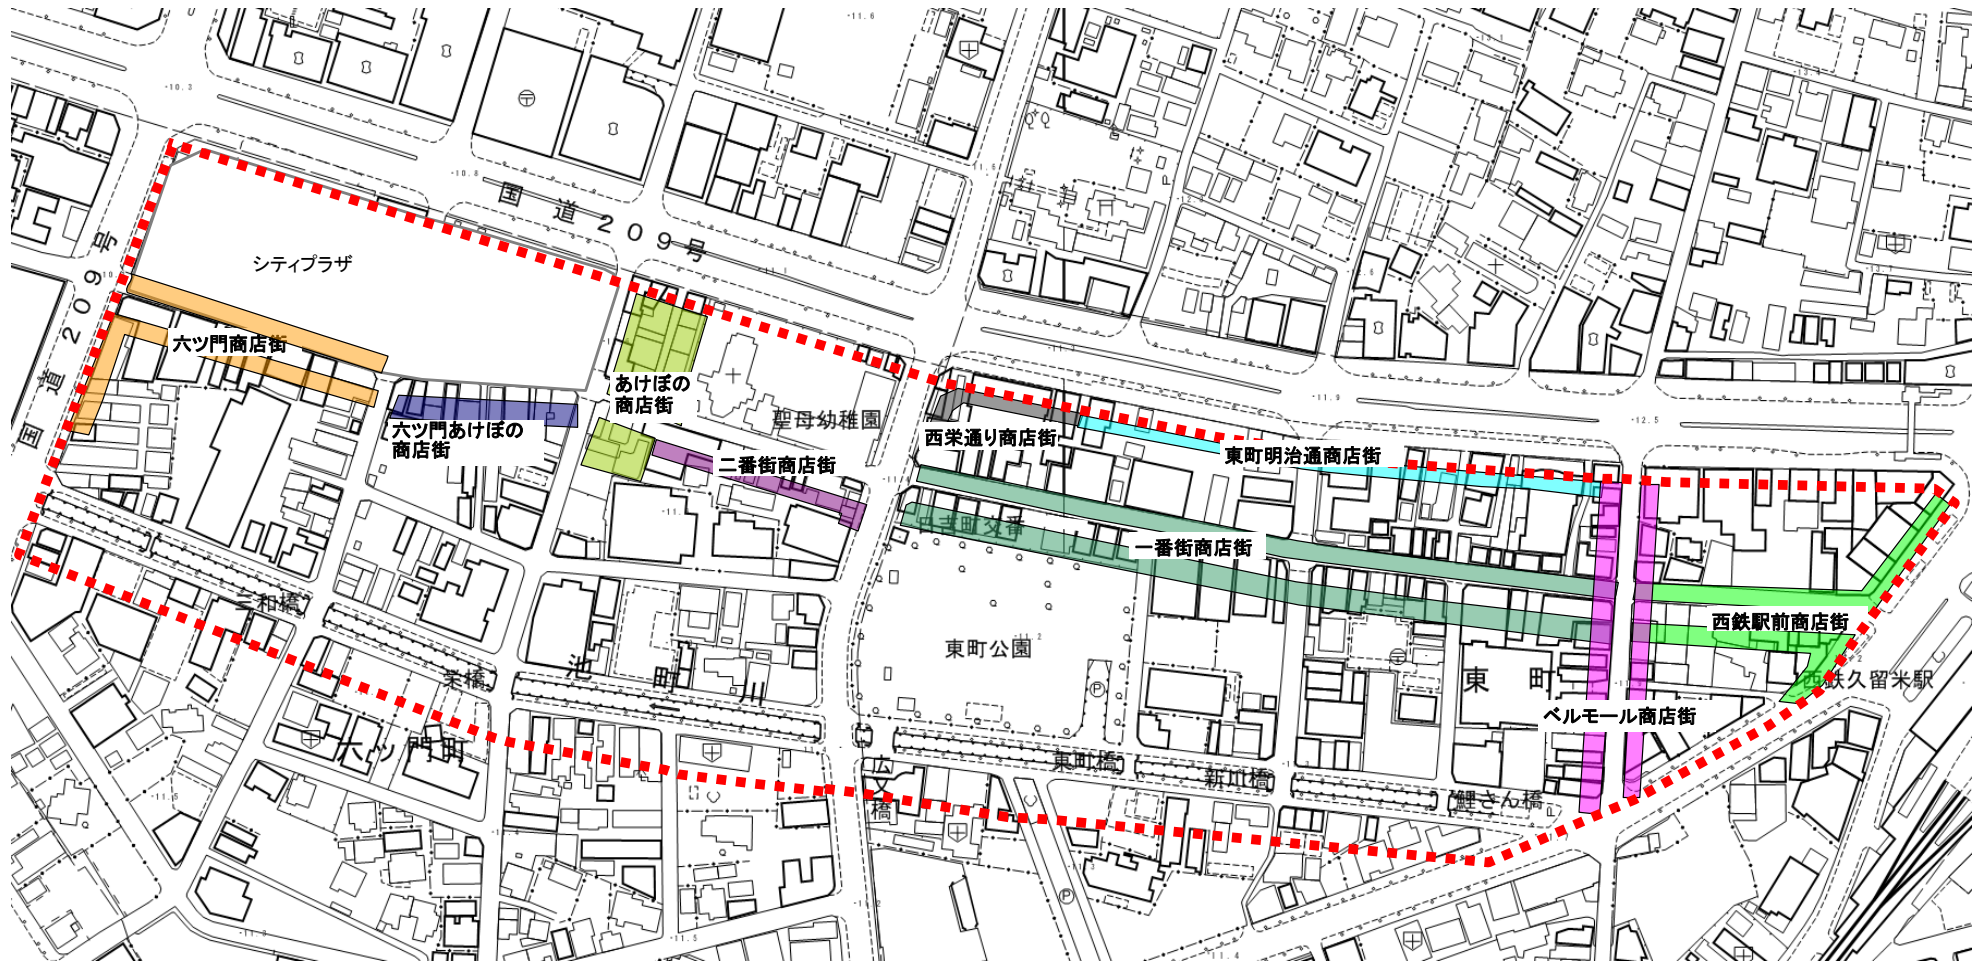 国道209号
シティプラザ
国道209号
六ツ門商店街
あけぼの
商店街
六ツ門あけぼの
商店街
聖母幼稚園
二番街商店街
西栄通り商店街
東町明治通商店街
日吉町交番
一番街商店街
西鉄駅前商店街
三和橋
栄橋
池町川
東町公園
東町
西鉄久留米駅
ベルモール商店街
六ツ門町
東町橋
新川橋
鯉さん橋